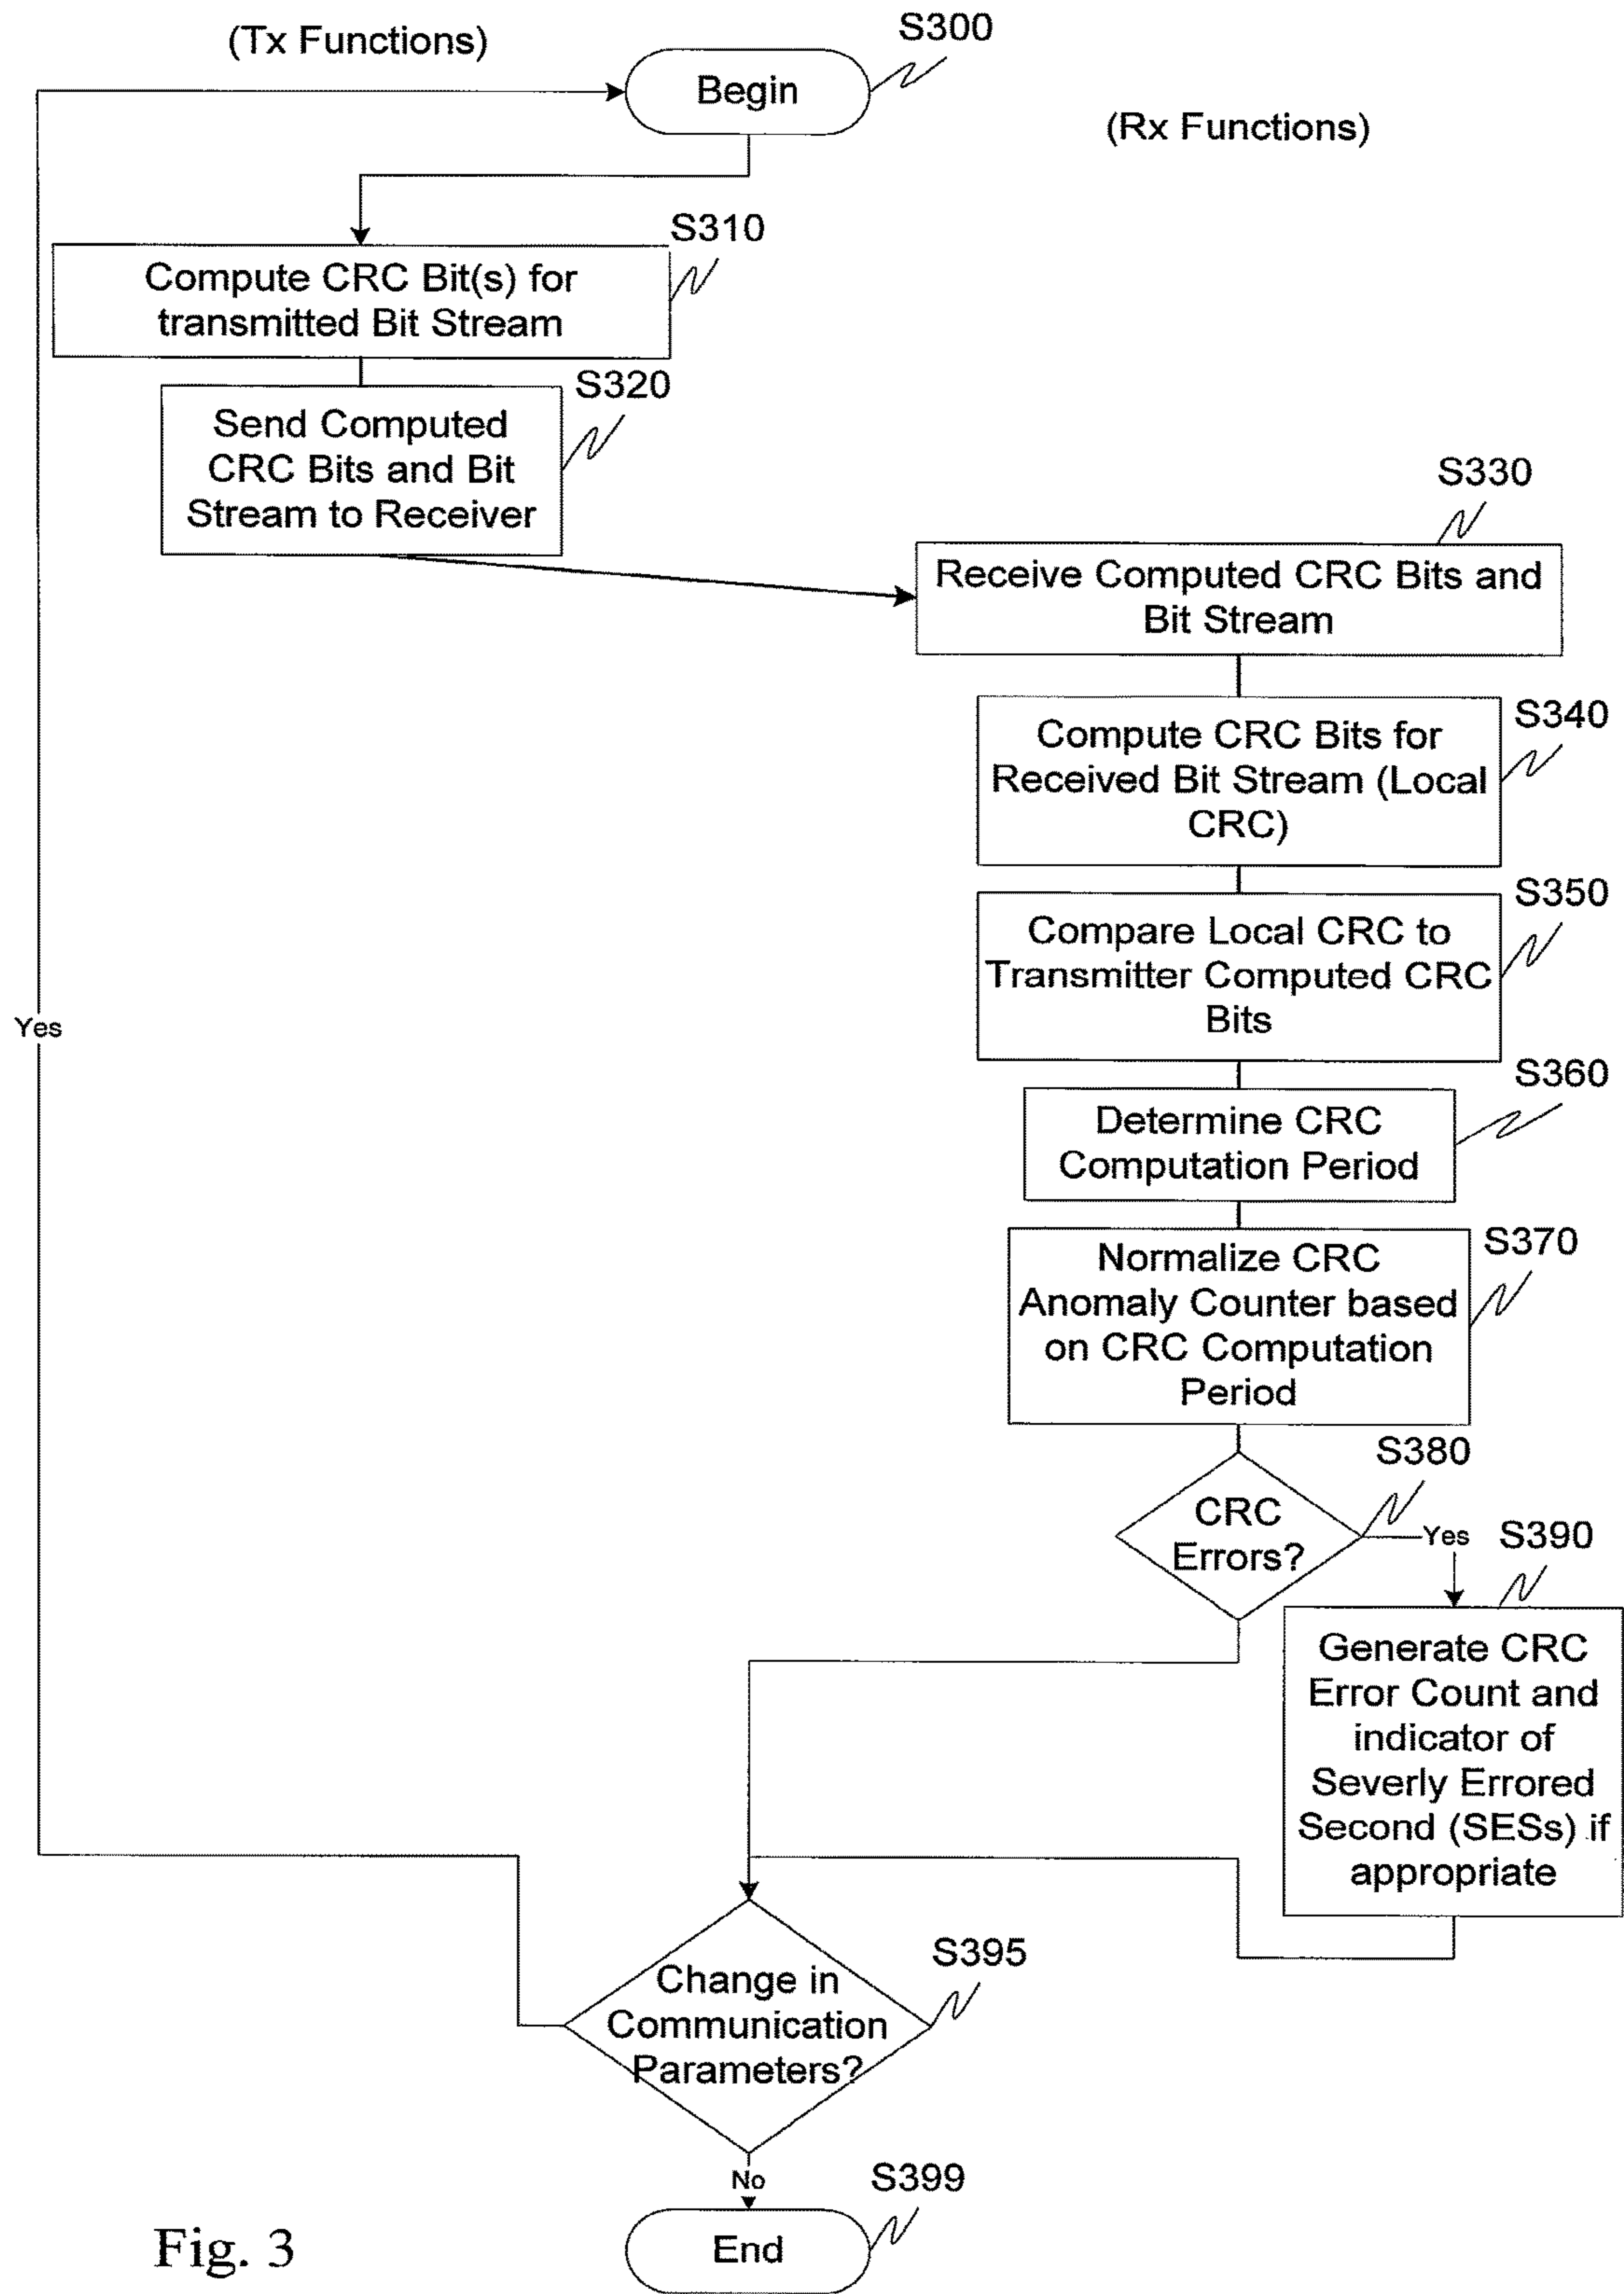 (Tx Functions)
S300
Begin
(Rx Functions)
S310
Compute CRC Bit(s) for
transmitted Bit Stream
S320
Send Computed
CRC Bits and Bit
Stream to Receiver
S330
Receive Computed CRC Bits and
Bit Stream
S340
Compute CRC Bits for
Received Bit Stream (Local
CRC)
S350
Compare Local CRC to
Transmitter Computed CRC
Bits
Yes
S360
Determine CRC
Computation Period
S370
Normalize CRC
Anomaly Counter based
on CRC Computation
Period
S380
CRC
Errors?
Yes
S390
Generate CRC
Error Count and
indicator of
Severly Errored
Second (SESs) if
appropriate
S395
Change in
Communication
Parameters?
No
S399
End
Fig. 3